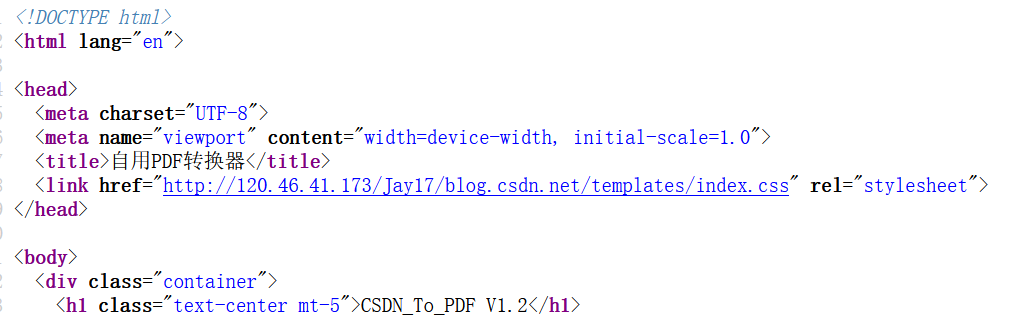 <!DOCTYPE html>
<html lang="en">
<head>
<meta charset="UTF-8">
<meta name="viewport" content="width=device-width, initial-scale=1.0">
<title>自用PDF转换器</title>
<link href="http://120.46.41.173/Jay17/blog.csdn.net/templates/index.css" rel="stylesheet">
</head>
<body>
<div class="container">
<h1 class="text-center mt-5">CSDN_To_PDF V1.2</h1>